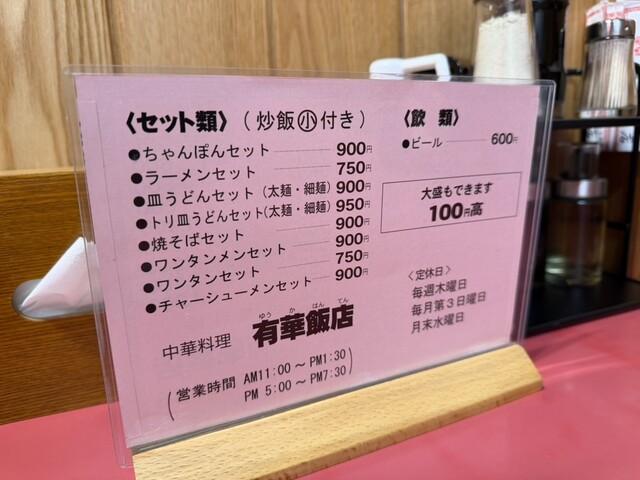 〈セット類〉(炒飯㊙付き)
●ちゃんぽんセット 900円
●ラーメンセット 750円
●皿うどんセット(太麺・細麺) 900円
●トリ皿うどんセット(太麺・細麺) 950円
●焼そばセット 900円
●ワンタンメンセット 900円
●ワンタンセット 750円
●チャーシューメンセット 900円
〈飲 類〉
●ビール 600円
大盛もできます
100円高
〈定休日〉
毎週木曜日
毎月第3日曜日
月末水曜日
ゆう か はん てん
中華料理 有華飯店
(営業時間 AM11:00〜PM1:30
PM 5:00〜PM7:30)